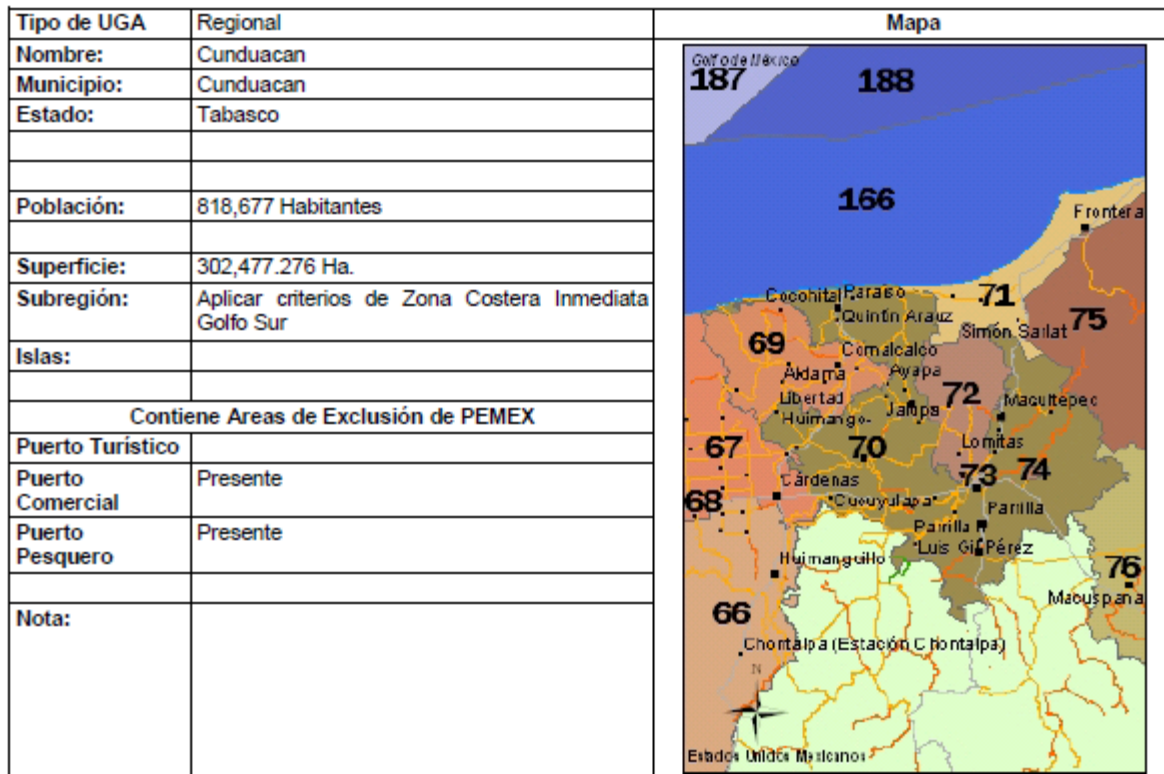 Tipo de UGA Regional Mapa
Nombre: Cunduacan
Municipio: Cunduacan
Estado: Tabasco
Población: 818,677 Habitantes
Superficie: 302,477.276 Ha.
Subregión: Aplicar criterios de Zona Costera Inmediata
Golfo Sur
Islas:
Contiene Areas de Exclusión de PEMEX
Puerto Turístico
Puerto Presente
Comercial
Puerto Presente
Pesquero
Nota:
Golfo de México
187 188
166
Frontera
71
Cocohital Paraíso
Quintín Arauz
Simón Sarlat 75
69
Comalcalco
Aldama Ayapa
72
Libertad
Jalupa Macultepec
Huimango
67 70 Lomitas
73 74
Cárdenas
68 Cucuyulapa Parrilla
Parrilla II
Luis Gil Pérez
Huimanguillo 76
Macuspana
66
Chontalpa (Estación Chontalpa)
N
Estados Unidos Mexicanos